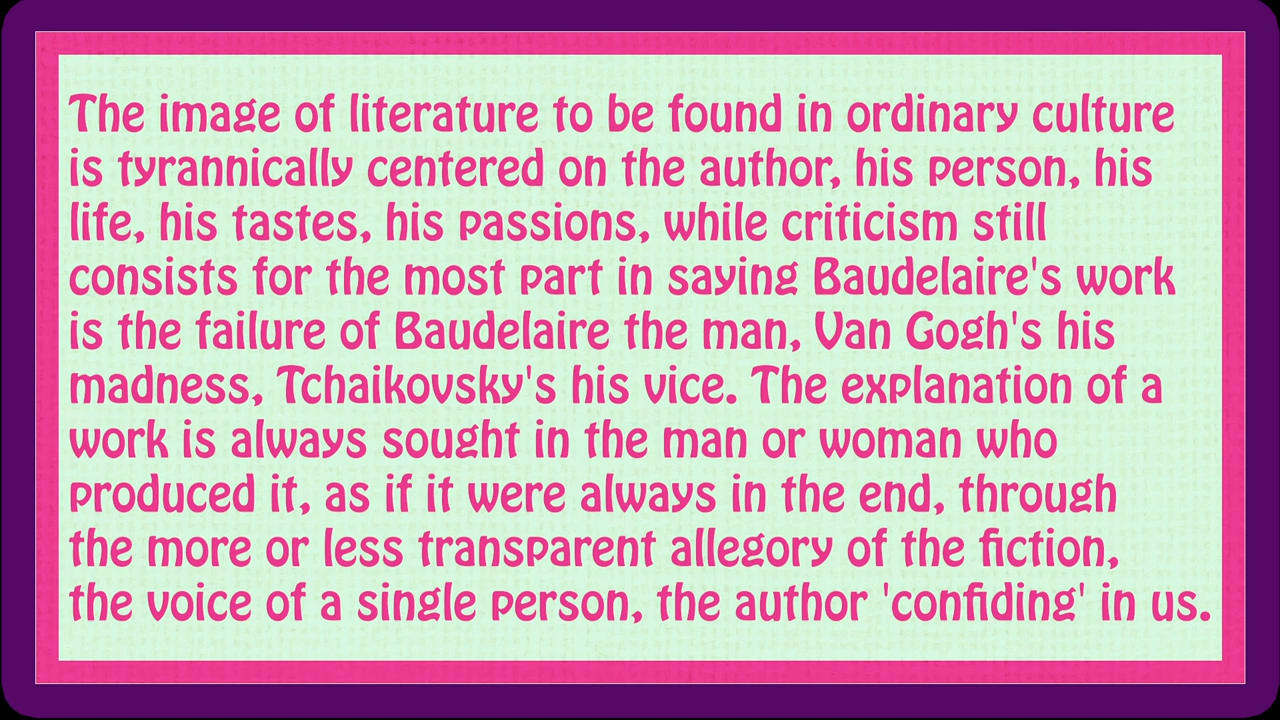 The image of literature to be found in ordinary culture
is tyrannically centered on the author, his person, his
life, his tastes, his passions, while criticism still
consists for the most part in saying Baudelaire's work
is the failure of Baudelaire the man, Van Gogh's his
madness, Tchaikovsky's his vice. The explanation of a
work is always sought in the man or woman who
produced it, as if it were always in the end, through
the more or less transparent allegory of the fiction,
the voice of a single person, the author 'confiding' in us.